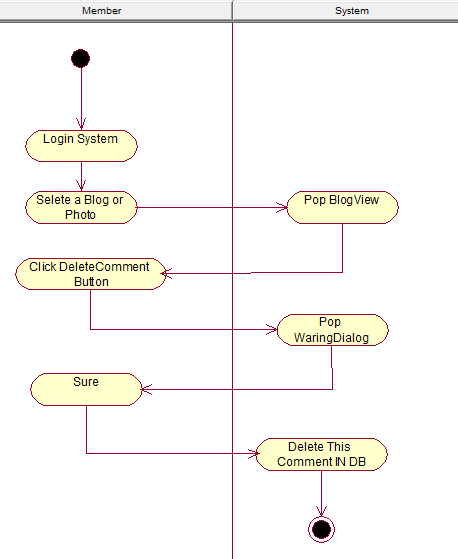 Member
System
Login System
Selete a Blog or
Photo
Pop BlogView
Click DeleteComment
Button
Pop
WaringDialog
Sure
Delete This
Comment IN DB